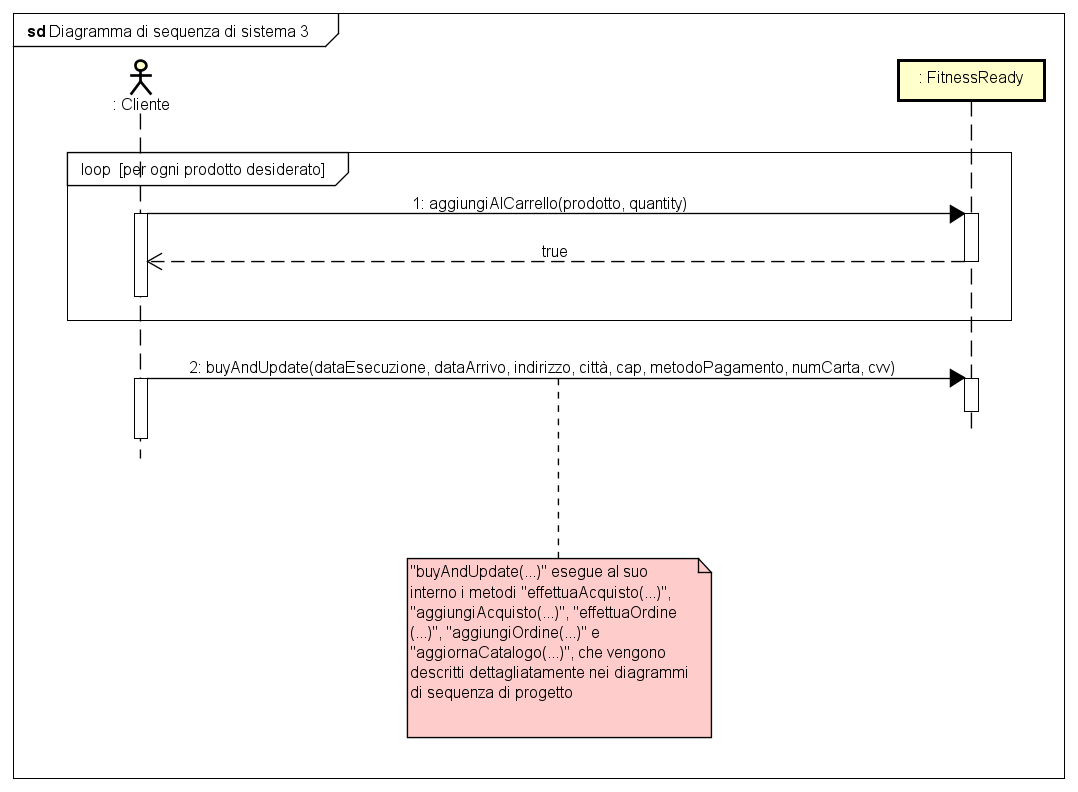 sd Diagramma di sequenza di sistema 3
: Cliente
: FitnessReady
loop [per ogni prodotto desiderato]
1: aggiungiAlCarrello(prodotto, quantity)
true
2: buyAndUpdate(dataEsecuzione, dataArrivo, indirizzo, città, cap, metodoPagamento, numCarta, cvv)
"buyAndUpdate(...)" esegue al suo
interno i metodi "effettuaAcquisto(...)",
"aggiungiAcquisto(...)", "effettuaOrdine
(...)", "aggiungiOrdine(...)" e
"aggiornaCatalogo(...)", che vengono
descritti dettagliatamente nei diagrammi
di sequenza di progetto